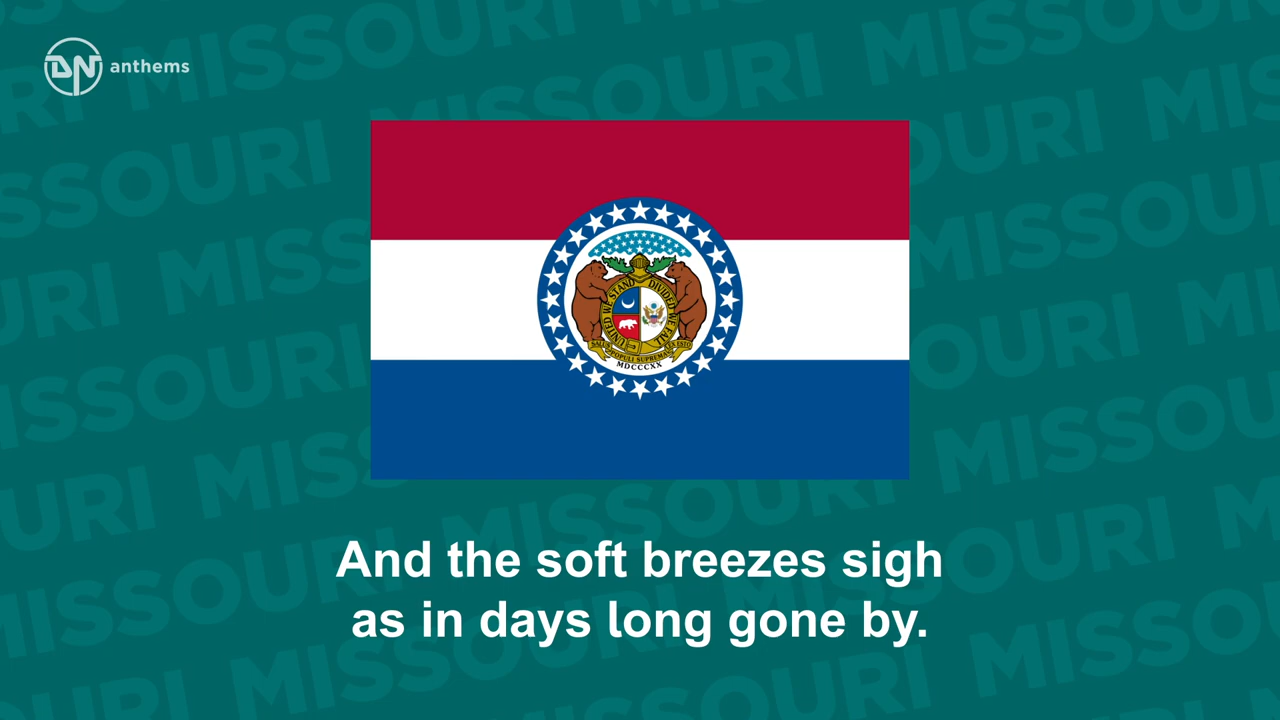 DN anthems
MISSOURI
UNITED WE STAND DIVIDED WE FALL
SALUS POPULI SUPREMA LEX ESTO
MDCCCXX
And the soft breezes sigh
as in days long gone by.